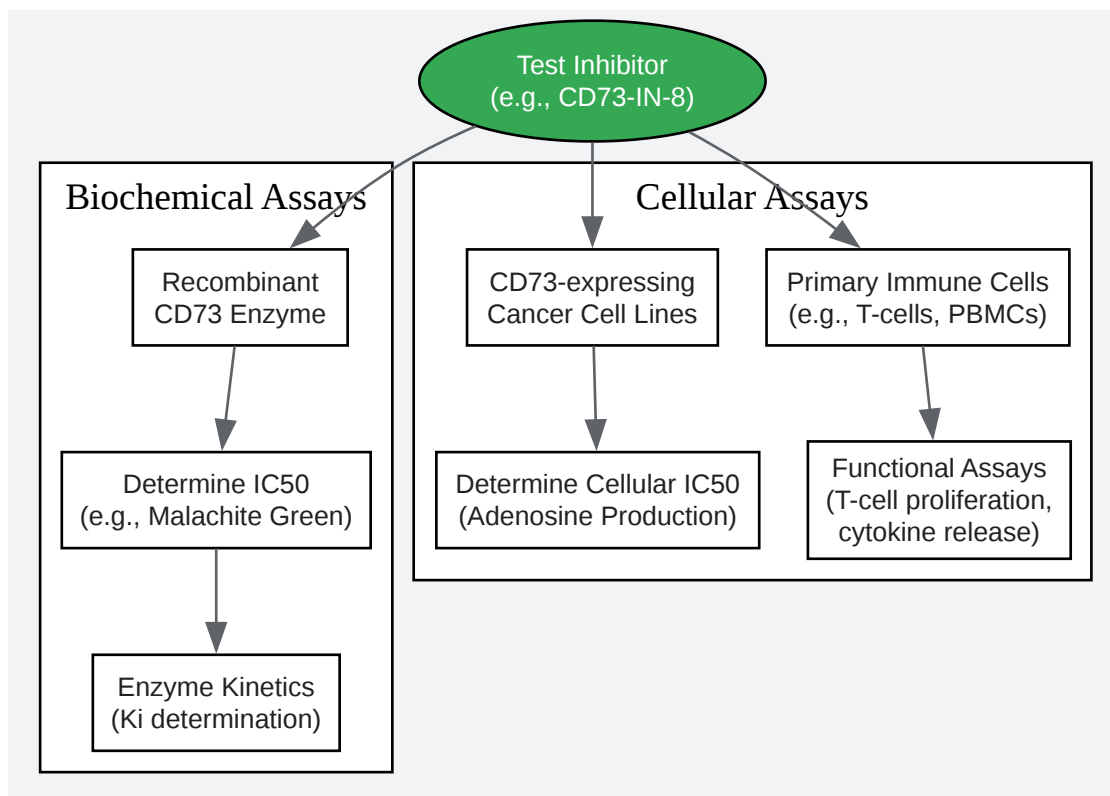 Test Inhibitor
(e.g., CD73-IN-8)
Biochemical Assays
Recombinant
CD73 Enzyme
Determine IC50
(e.g., Malachite Green)
Enzyme Kinetics
(Ki determination)
Cellular Assays
CD73-expressing
Cancer Cell Lines
Determine Cellular IC50
(Adenosine Production)
Primary Immune Cells
(e.g., T-cells, PBMCs)
Functional Assays
(T-cell proliferation,
cytokine release)